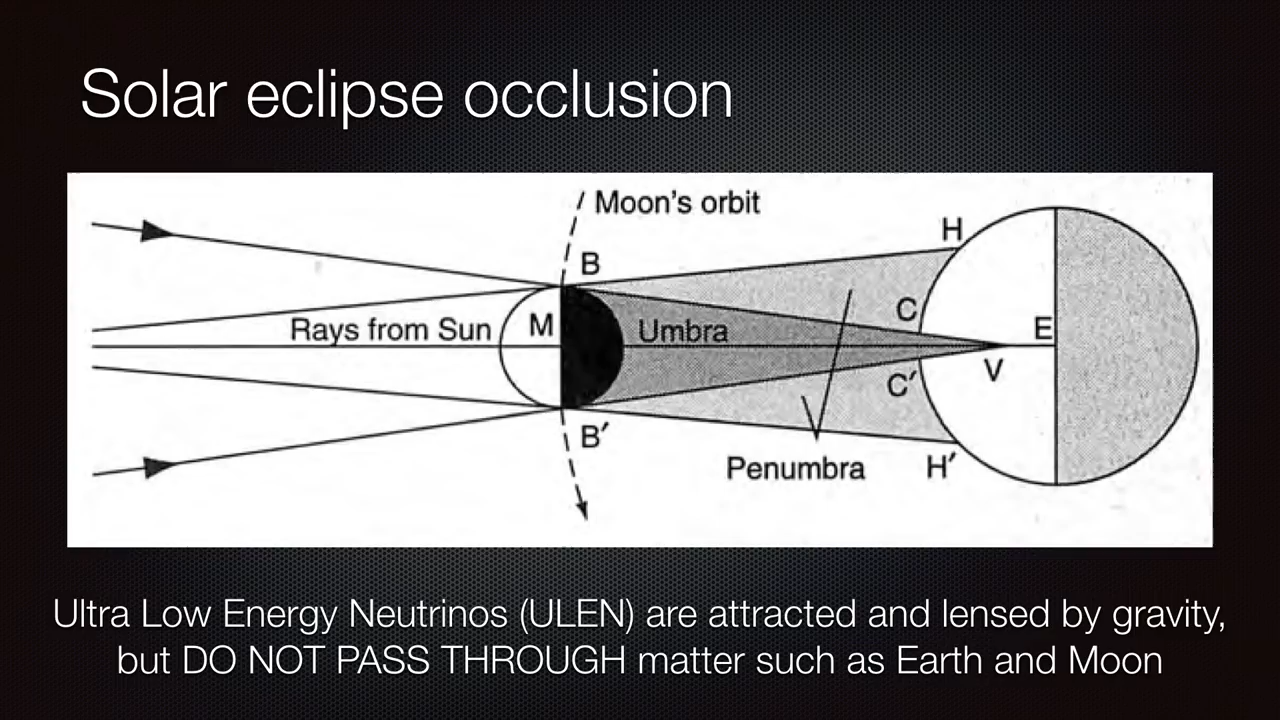 Solar eclipse occlusion
Moon's orbit
H
B
C
Rays from Sun
M
Umbra
E
V
C′
B′
Penumbra
H′
Ultra Low Energy Neutrinos (ULEN) are attracted and lensed by gravity,
but DO NOT PASS THROUGH matter such as Earth and Moon